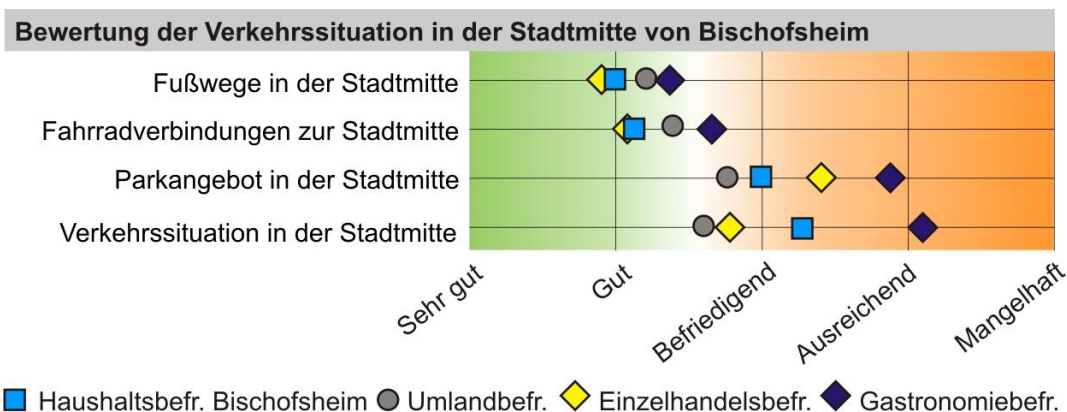 Bewertung der Verkehrssituation in der Stadtmitte von Bischofsheim
Fußwege in der Stadtmitte
Fahrradverbindungen zur Stadtmitte
Parkangebot in der Stadtmitte
Verkehrssituation in der Stadtmitte
Sehr gut
Gut
Befriedigend
Ausreichend
Mangelhaft
Haushaltsbefr. Bischofsheim Umlandbefr. Einzelhandelsbefr. Gastronomiebefr.